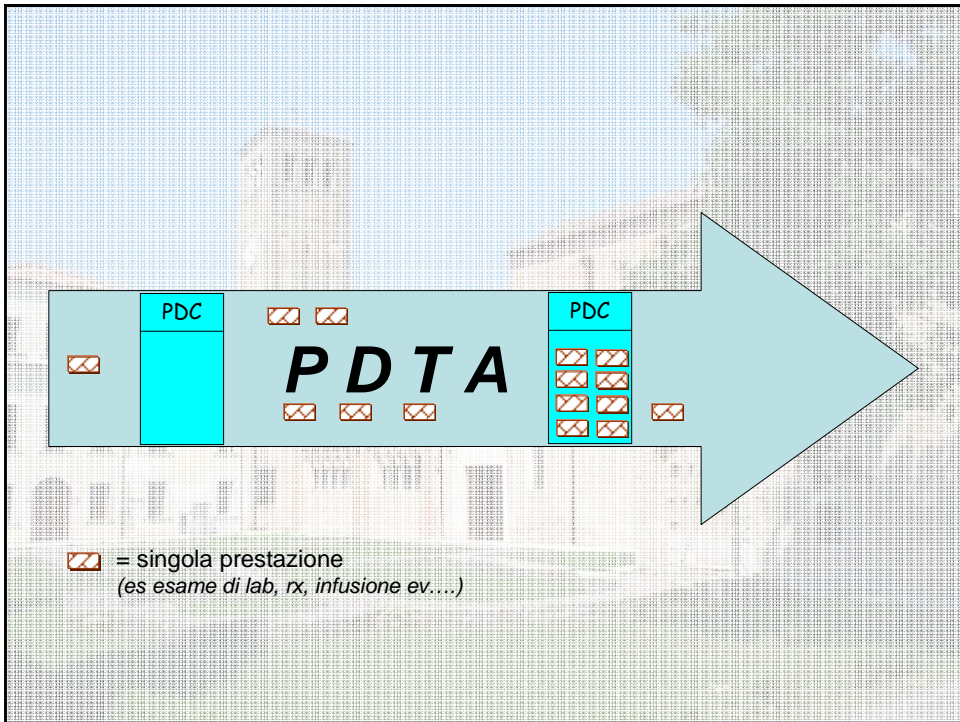 PDC
PDC
P D T A
= singola prestazione
(es esame di lab, rx, infusione ev….)